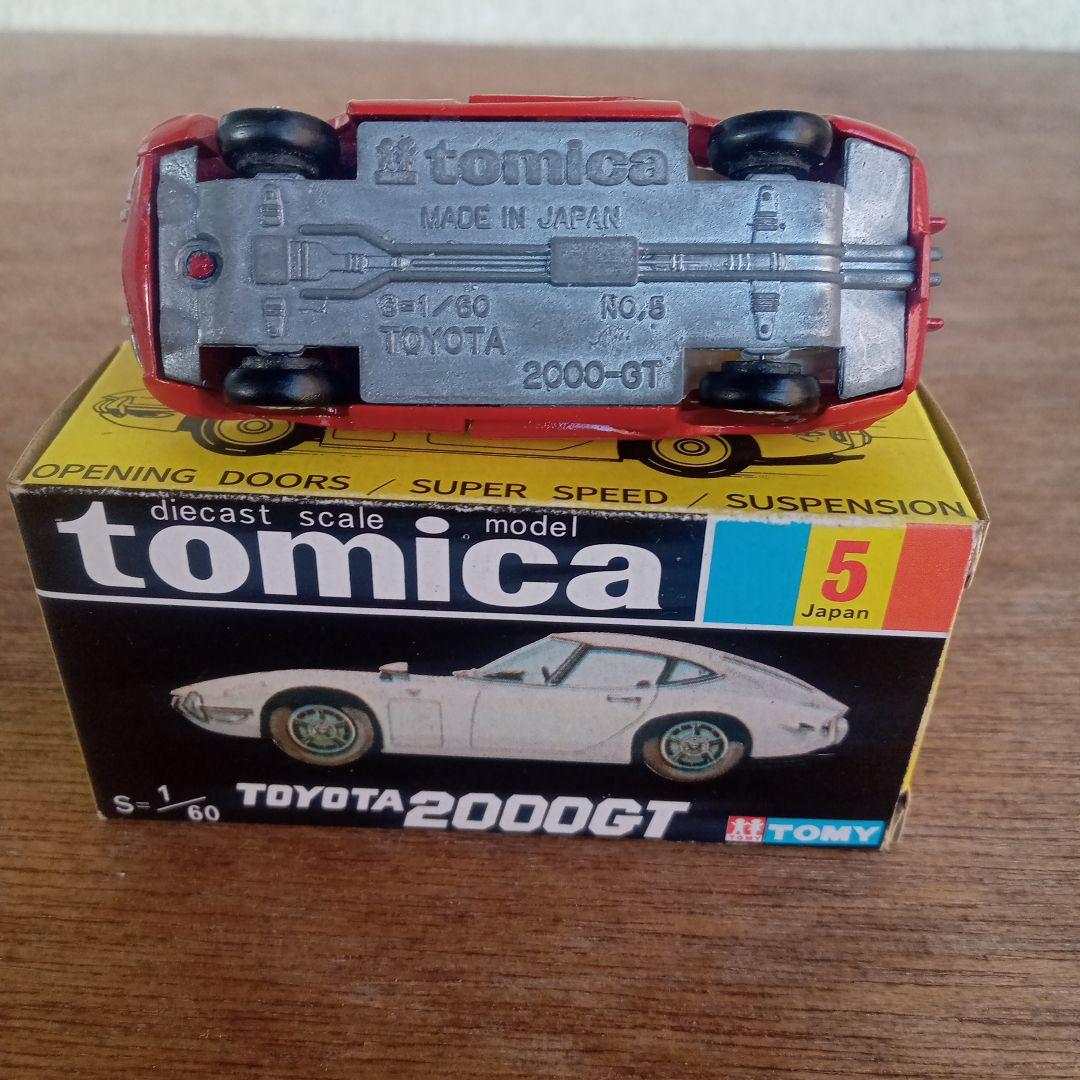 tomica
MADE IN JAPAN
S=1/60 NO.5
TOYOTA
2000-GT
OPENING DOORS / SUPER SPEED / SUSPENSION
diecast scale model
tomica
5
Japan
S=1/60
TOYOTA 2000GT
TOMY TOMY